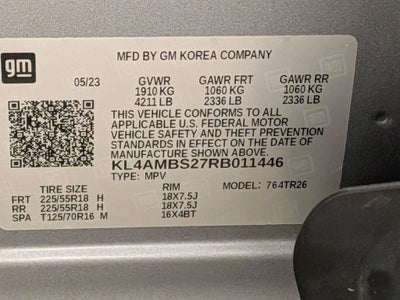 gm
MFD BY GM KOREA COMPANY
05/23 GVWR GAWR FRT GAWR RR
1910 KG 1060 KG 1060 KG
4211 LB 2336 LB 2336 LB
THIS VEHICLE CONFORMS TO ALL
APPLICABLE U.S. FEDERAL MOTOR
VEHICLE SAFETY AND THEFT PREVENTION
STANDARDS IN EFFECT ON THE DATE OF
MANUFACTURE SHOWN ABOVE.
KL4AMBS27RB011446
TYPE: MPV MODEL: 764TR26
TIRE SIZE RIM
FRT 225/55R18 H 18X7.5J
RR 225/55R18 H 18X7.5J
SPA T125/70R16 M 16X4BT